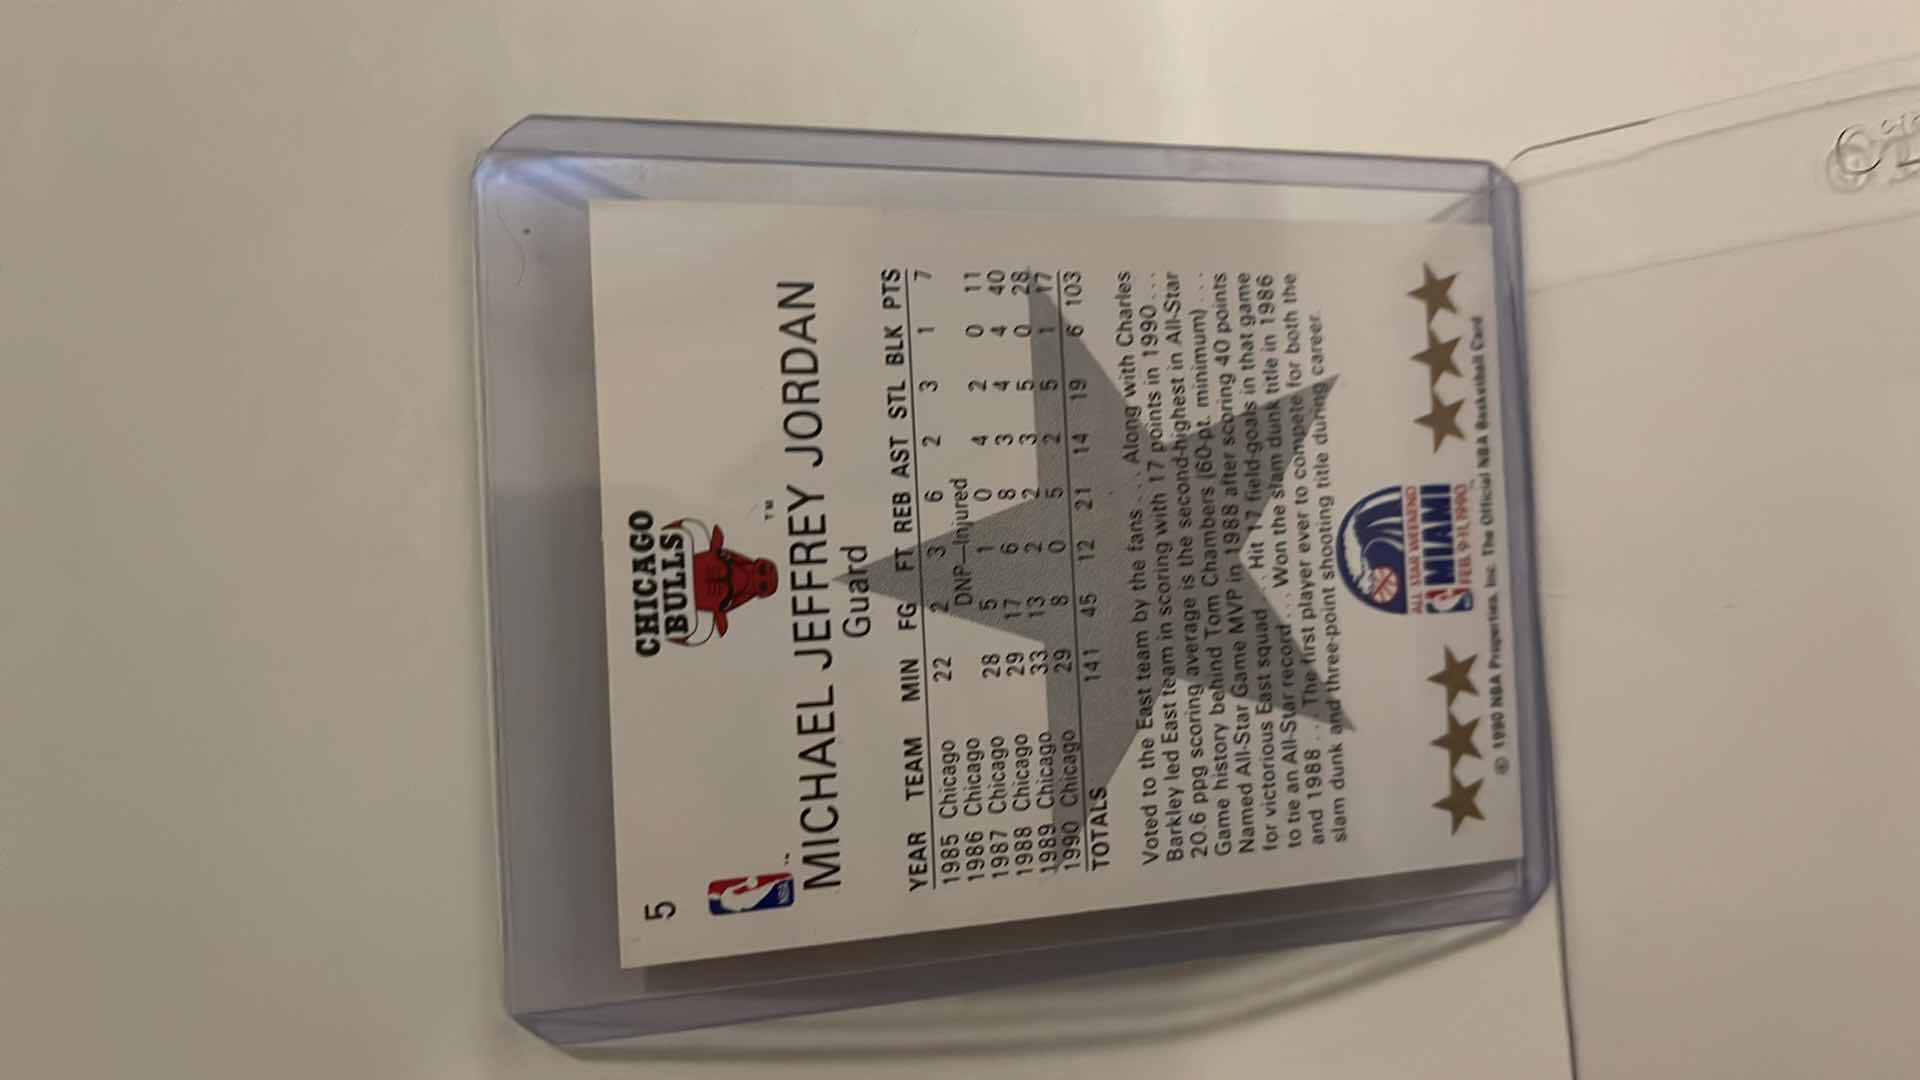 5
CHICAGO
BULLS
™
NBA
™
MICHAEL JEFFREY JORDAN
Guard
YEAR TEAM MIN FG FT REB AST STL BLK PTS
1985 Chicago 22 2 3 6 2 3 1 7
1986 Chicago DNP—Injured
1987 Chicago 28 5 1 0 4 2 0 11
1988 Chicago 29 17 6 8 3 4 4 40
1989 Chicago 33 13 2 2 3 5 0 28
1990 Chicago 29 8 0 5 2 5 1 17
TOTALS 141 45 12 21 14 19 6 103
Voted to the East team by the fans . . . Along with Charles
Barkley led East team in scoring with 17 points in 1990 . . .
20.6 ppg scoring average is the second-highest in All-Star
Game history behind Tom Chambers (60-pt. minimum) . . .
Named All-Star Game MVP in 1988 after scoring 40 points
for victorious East squad . . . Hit 17 field-goals in that game
to tie an All-Star record . . . Won the slam dunk title in 1986
and 1988 . . . The first player ever to compete for both the
slam dunk and three-point shooting title during career.
ALL STAR WEEKEND
MIAMI
FEB. 9-11, 1990
© 1990 NBA Properties, Inc. The Official NBA Basketball Card